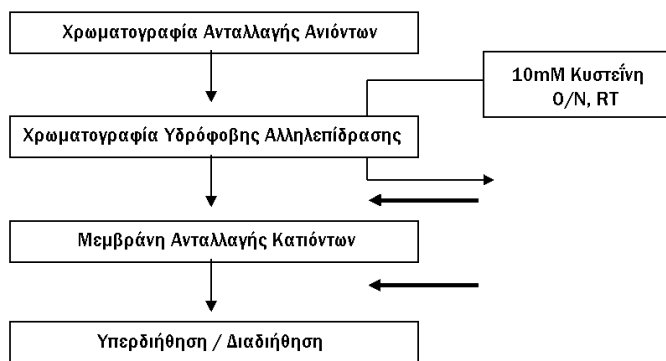 Χρωματογραφία Ανταλλαγής Ανιόντων
10mM Κυστεΐνη
O/N, RT
Χρωματογραφία Υδρόφοβης Αλληλεπίδρασης
Μεμβράνη Ανταλλαγής Κατιόντων
Υπερδιήθηση / Διαδιήθηση